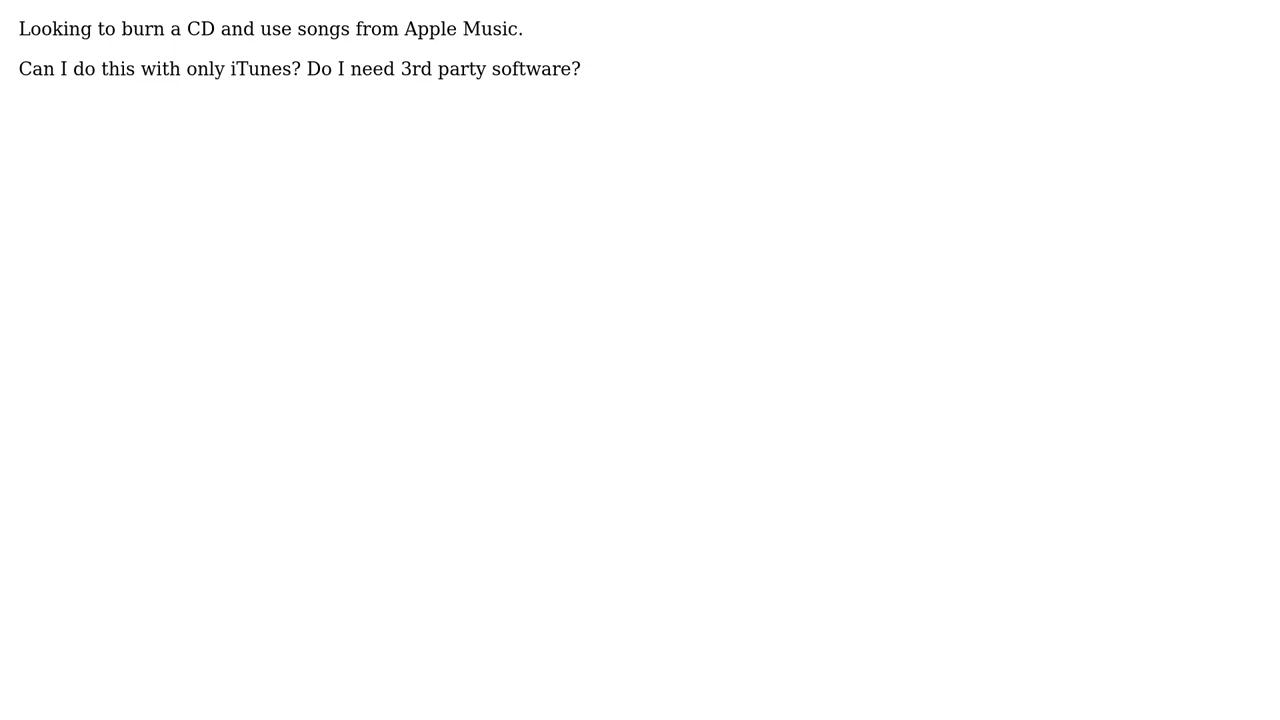 Looking to burn a CD and use songs from Apple Music.
Can I do this with only iTunes? Do I need 3rd party software?